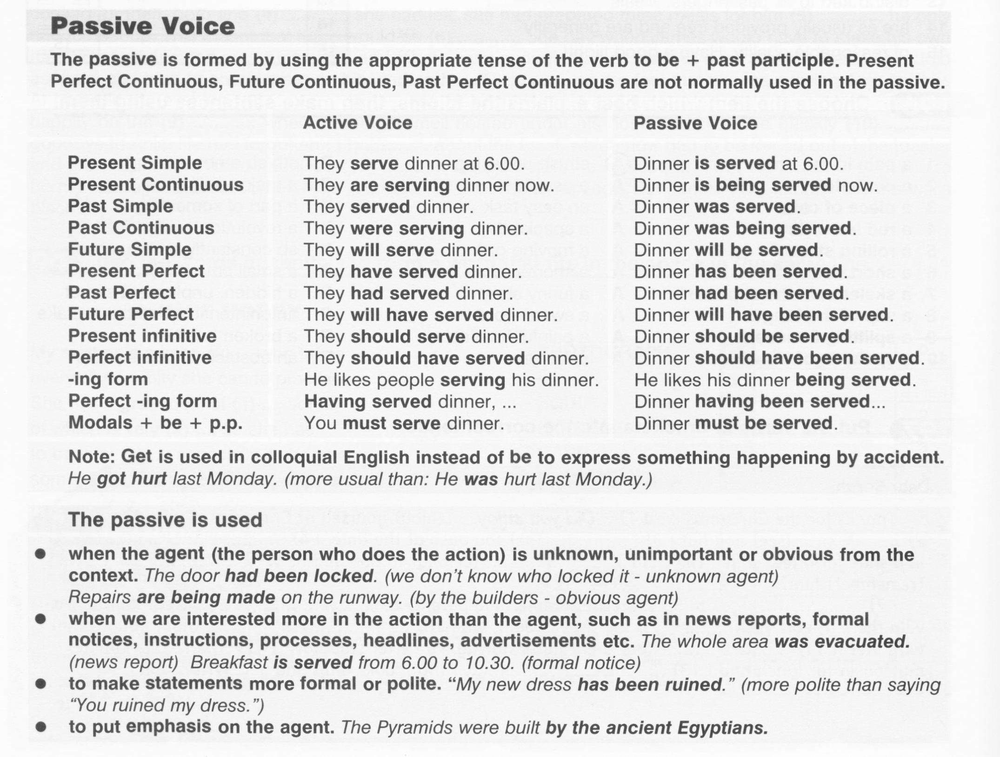 Passive Voice
The passive is formed by using the appropriate tense of the verb to be + past participle. Present
Perfect Continuous, Future Continuous, Past Perfect Continuous are not normally used in the passive.
Active Voice Passive Voice
Present Simple They serve dinner at 6.00. Dinner is served at 6.00.
Present Continuous They are serving dinner now. Dinner is being served now.
Past Simple They served dinner. Dinner was served.
Past Continuous They were serving dinner. Dinner was being served.
Future Simple They will serve dinner. Dinner will be served.
Present Perfect They have served dinner. Dinner has been served.
Past Perfect They had served dinner. Dinner had been served.
Future Perfect They will have served dinner. Dinner will have been served.
Present infinitive They should serve dinner. Dinner should be served.
Perfect infinitive They should have served dinner. Dinner should have been served.
-ing form He likes people serving his dinner. He likes his dinner being served.
Perfect -ing form Having served dinner, ... Dinner having been served...
Modals + be + p.p. You must serve dinner. Dinner must be served.
Note: Get is used in colloquial English instead of be to express something happening by accident.
He got hurt last Monday. (more usual than: He was hurt last Monday.)
The passive is used
● when the agent (the person who does the action) is unknown, unimportant or obvious from the
context. The door had been locked. (we don't know who locked it - unknown agent)
Repairs are being made on the runway. (by the builders - obvious agent)
● when we are interested more in the action than the agent, such as in news reports, formal
notices, instructions, processes, headlines, advertisements etc. The whole area was evacuated.
(news report) Breakfast is served from 6.00 to 10.30. (formal notice)
● to make statements more formal or polite. “My new dress has been ruined.” (more polite than saying
“You ruined my dress.”)
● to put emphasis on the agent. The Pyramids were built by the ancient Egyptians.